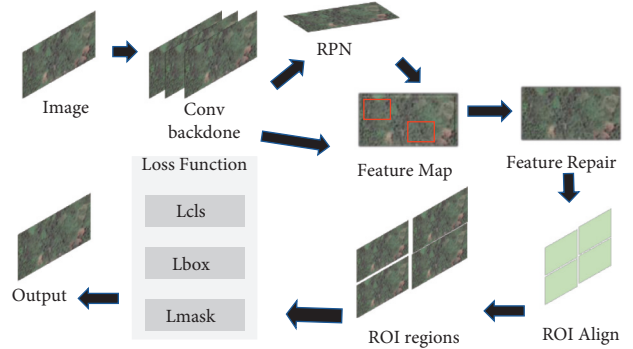 RPN
Image
Conv
backdone
Feature Map
Feature Repair
Loss Function
Lcls
Lbox
Lmask
Output
ROI regions
ROI Align